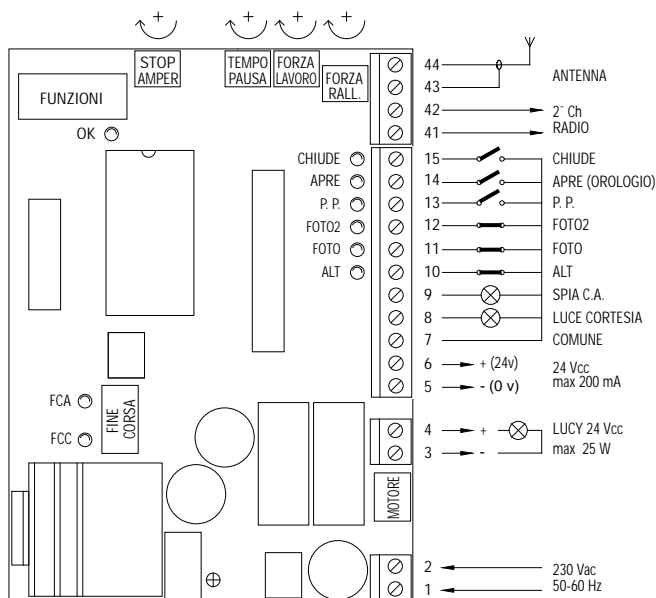 + + + +
STOP AMPER
TEMPO PAUSA
FORZA LAVORO
FORZA RALL.
FUNZIONI
OK
44
43
ANTENNA
42
41
2¯ Ch
RADIO
CHIUDE 15 CHIUDE
APRE 14 APRE (OROLOGIO)
P. P. 13 P. P.
FOTO2 12 FOTO2
FOTO 11 FOTO
ALT 10 ALT
9 SPIA C.A.
8 LUCE CORTESIA
7 COMUNE
6 + (24v)
5 - (0 v)
24 Vcc
max 200 mA
FCA
FCC
FINE CORSA
4 + LUCY 24 Vcc
3 - max 25 W
MOTORE
2 230 Vac
1 50-60 Hz